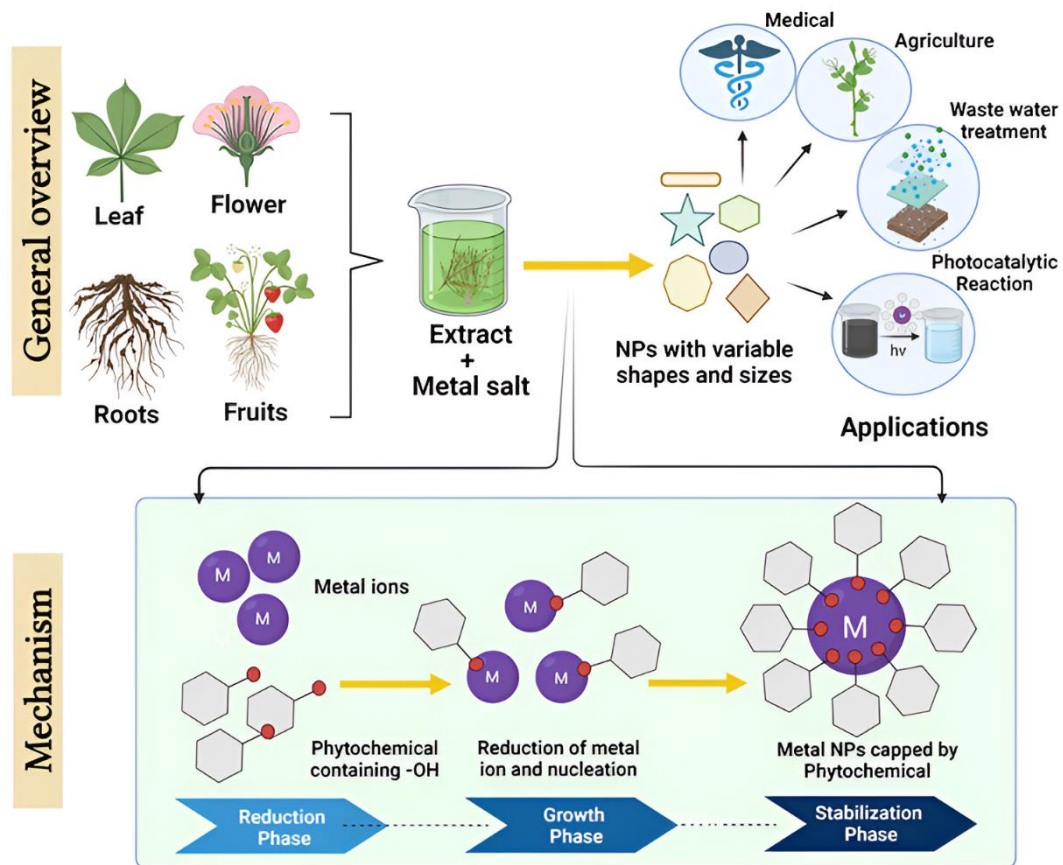 General overview
Leaf
Flower
Roots
Fruits
Extract
+
Metal salt
NPs with variable
shapes and sizes
Medical
Agriculture
Waste water
treatment
Photocatalytic
Reaction
M
hv
Applications
Mechanism
M
M
M
Metal ions
Phytochemical
containing -OH
M
M
M
Reduction of metal
ion and nucleation
M
Metal NPs capped by
Phytochemical
Reduction
Phase
Growth
Phase
Stabilization
Phase